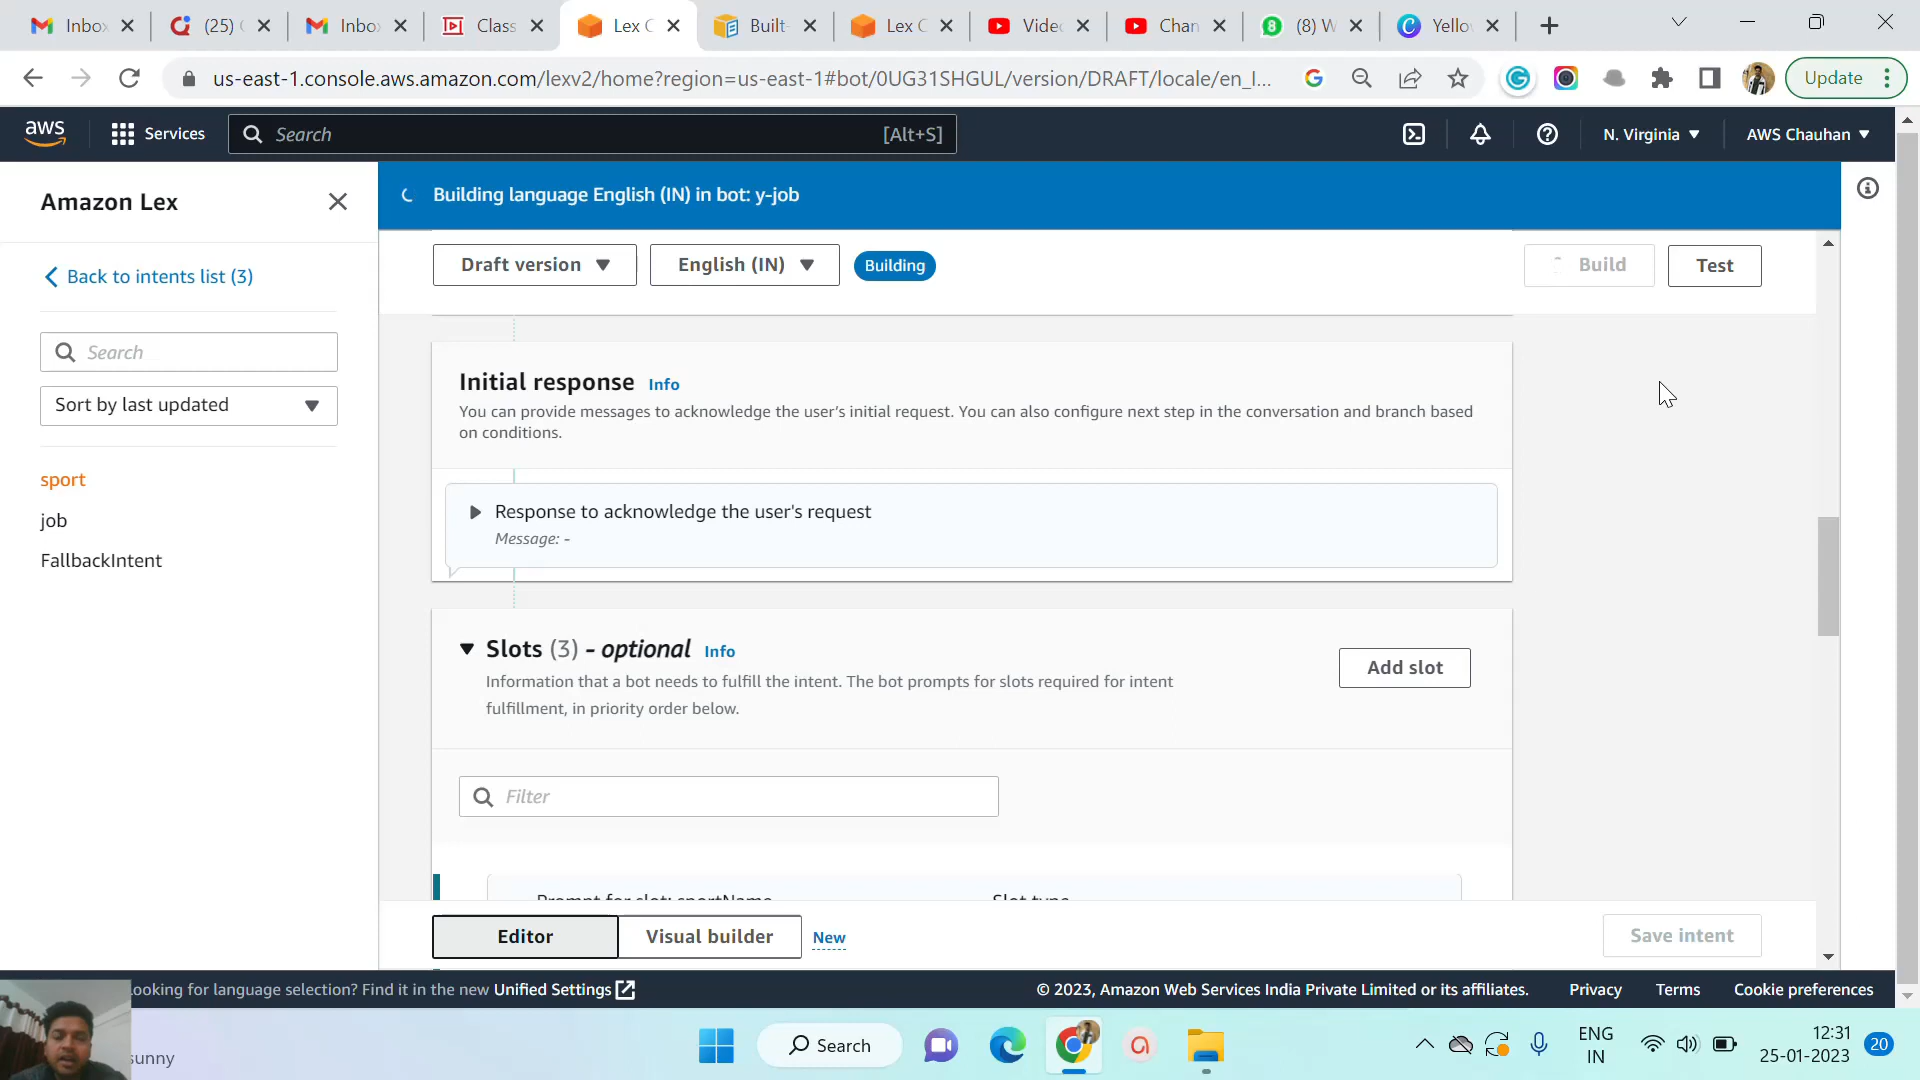 Inbox
(25)
Inbox
Class
Lex C
Built-
Lex C
Video
Chan
(8) W
Yello
us-east-1.console.aws.amazon.com/lexv2/home?region=us-east-1#bot/0UG31SHGUL/version/DRAFT/locale/en_I...
Update
aws
Services
Search
[Alt+S]
N. Virginia
AWS Chauhan
Amazon Lex
Building language English (IN) in bot: y-job
Back to intents list (3)
Draft version
English (IN)
Building
Build
Test
Search
Sort by last updated
sport
job
FallbackIntent
Initial response Info
You can provide messages to acknowledge the user's initial request. You can also configure next step in the conversation and branch based
on conditions.
Response to acknowledge the user's request
Message: -
Slots (3) - optional Info
Information that a bot needs to fulfill the intent. The bot prompts for slots required for intent
fulfillment, in priority order below.
Add slot
Filter
Prompt for slot: sportName
Slot type
Editor
Visual builder
New
Save intent
ooking for language selection? Find it in the new Unified Settings
© 2023, Amazon Web Services India Private Limited or its affiliates.
Privacy
Terms
Cookie preferences
sunny
Search
ENG
IN
12:31
25-01-2023
20